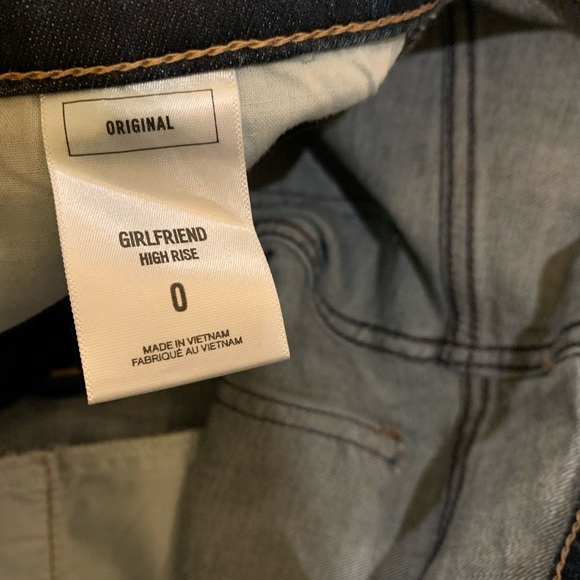 ORIGINAL
GIRLFRIEND
HIGH RISE
0
MADE IN VIETNAM
FABRIQUÉ AU VIETNAM